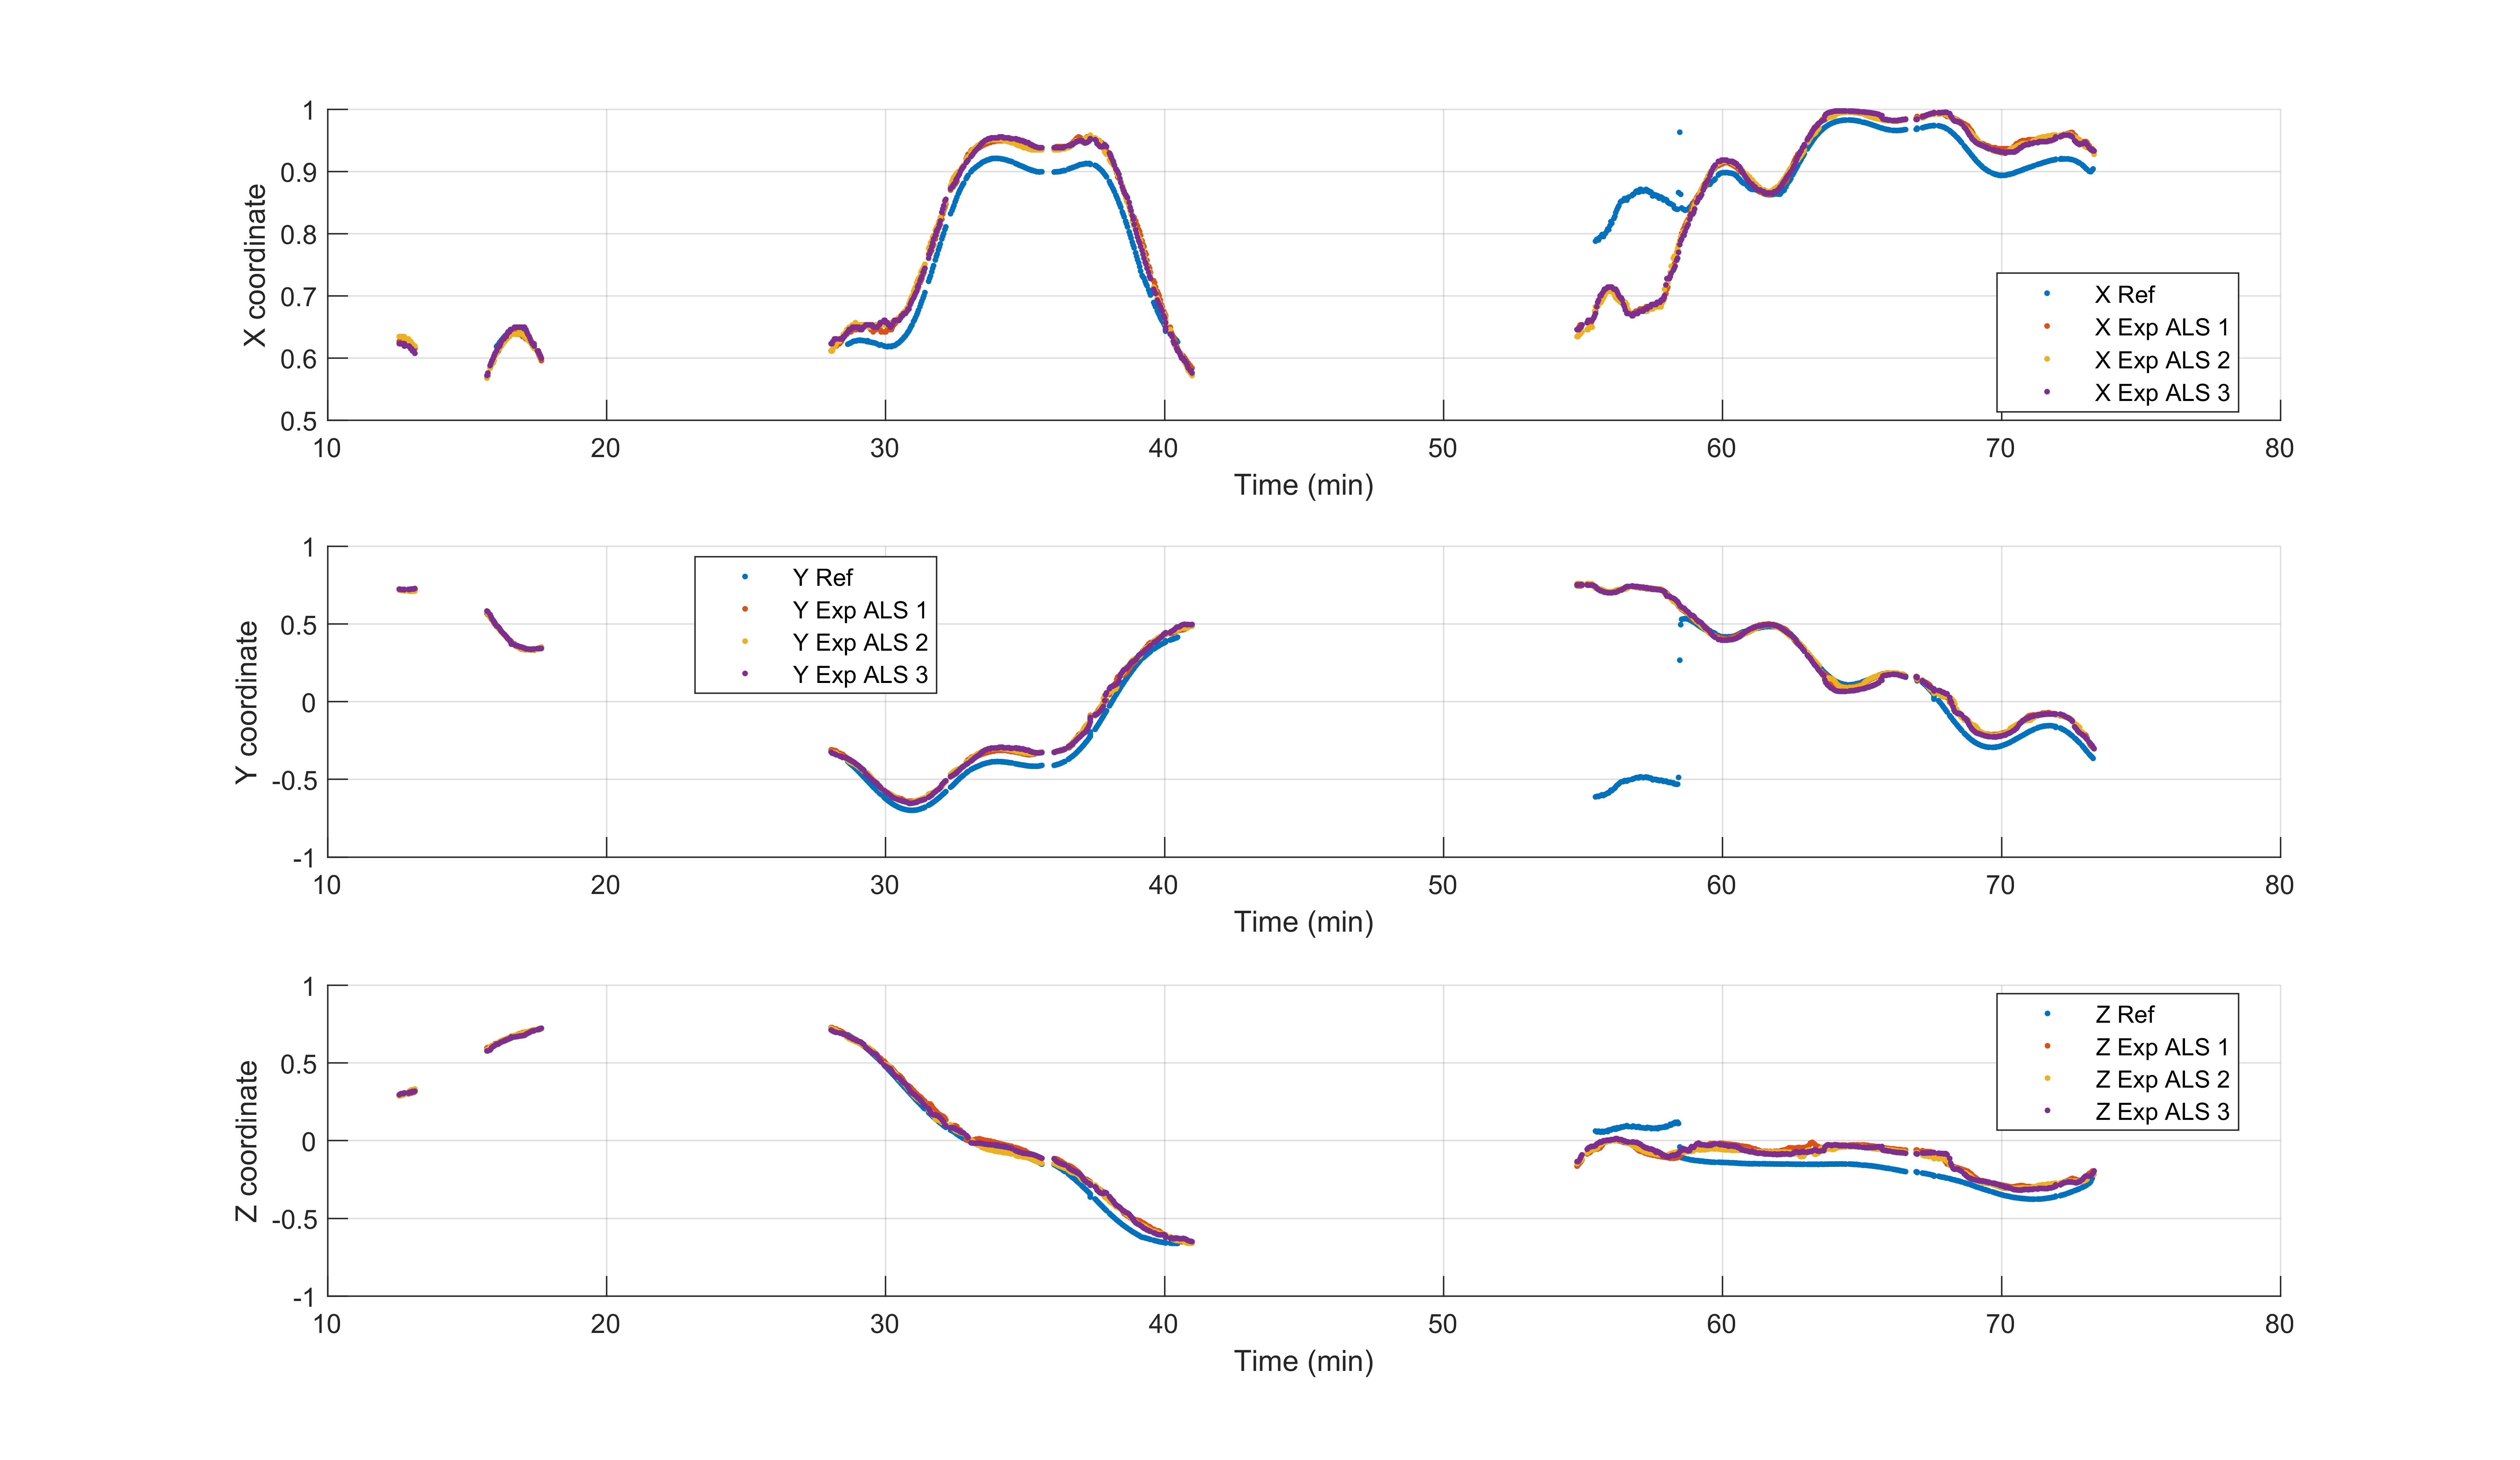 1
0.9
0.8
0.7
0.6
0.5
X coordinate
10 20 30 40 50 60 70 80
Time (min)
X Ref
X Exp ALS 1
X Exp ALS 2
X Exp ALS 3
1
0.5
0
-0.5
-1
Y coordinate
10 20 30 40 50 60 70 80
Time (min)
Y Ref
Y Exp ALS 1
Y Exp ALS 2
Y Exp ALS 3
1
0.5
0
-0.5
-1
Z coordinate
10 20 30 40 50 60 70 80
Time (min)
Z Ref
Z Exp ALS 1
Z Exp ALS 2
Z Exp ALS 3